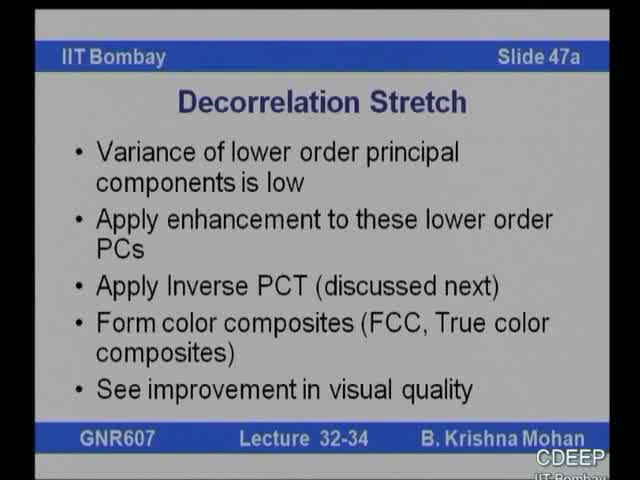 IIT Bombay
Slide 47a
Decorrelation Stretch
• Variance of lower order principal
components is low
• Apply enhancement to these lower order
PCs
• Apply Inverse PCT (discussed next)
• Form color composites (FCC, True color
composites)
• See improvement in visual quality
GNR607
Lecture 32-34
B. Krishna Mohan
CDEEP
IIT Bombay